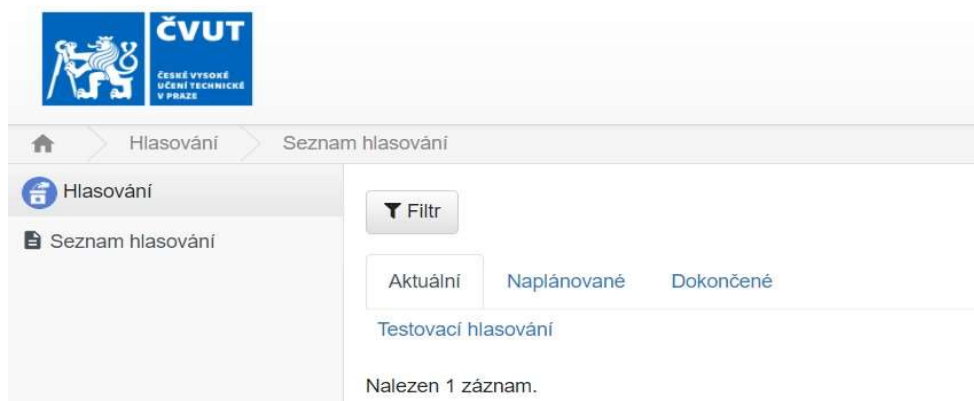 ČVUT
ČESKÉ VYSOKÉ
UČENÍ TECHNICKÉ
V PRAZE
Hlasování Seznam hlasování
Hlasování
Seznam hlasování
Filtr
Aktuální Naplánované Dokončené
Testovací hlasování
Nalezen 1 záznam.